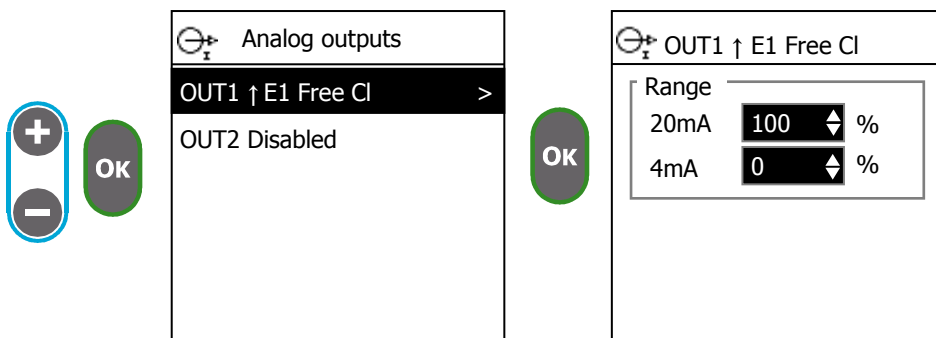 +
−
OK
I
Analog outputs
OUT1 ↑ E1 Free Cl >
OUT2 Disabled
OK
I
OUT1 ↑ E1 Free Cl
Range
20mA 100 %
4mA 0 %